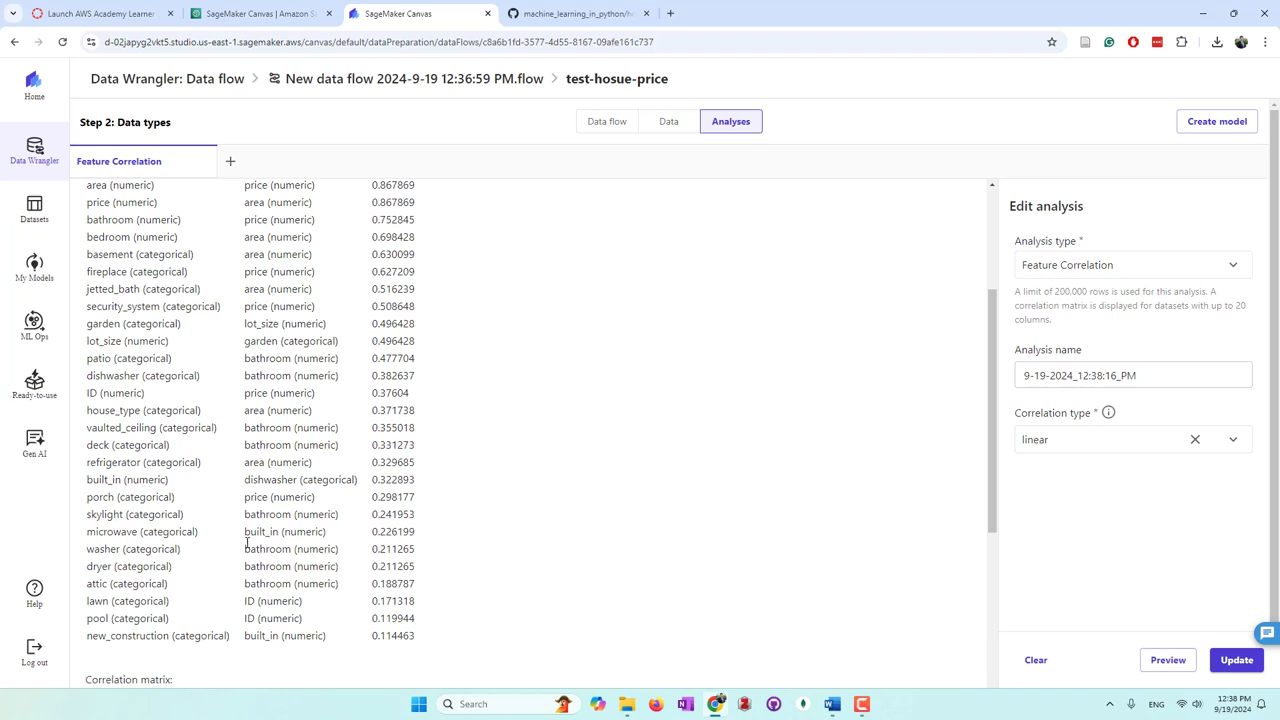 Launch AWS Academy Learner
SageMaker Canvas | Amazon S
SageMaker Canvas
machine_learning_in_python/ho
d-02japyg2vkt5.studio.us-east-1.sagemaker.aws/canvas/default/dataPreparation/dataFlows/c8a6b1fd-3577-4d55-8167-09afe161c737
Home
Data Wrangler: Data flow > New data flow 2024-9-19 12:36:59 PM.flow > test-hosue-price
Step 2: Data types
Data flow
Data
Analyses
Create model
Data Wrangler
Datasets
My Models
ML Ops
Ready-to-use
Gen AI
Help
Log out
Feature Correlation
area (numeric) price (numeric) 0.867869
price (numeric) area (numeric) 0.867869
bathroom (numeric) price (numeric) 0.752845
bedroom (numeric) area (numeric) 0.698428
basement (categorical) area (numeric) 0.630099
fireplace (categorical) price (numeric) 0.627209
jetted_bath (categorical) area (numeric) 0.516239
security_system (categorical) price (numeric) 0.508648
garden (categorical) lot_size (numeric) 0.496428
lot_size (numeric) garden (categorical) 0.496428
patio (categorical) bathroom (numeric) 0.477704
dishwasher (categorical) bathroom (numeric) 0.382637
ID (numeric) price (numeric) 0.37604
house_type (categorical) area (numeric) 0.371738
vaulted_ceiling (categorical) bathroom (numeric) 0.355018
deck (categorical) bathroom (numeric) 0.331273
refrigerator (categorical) area (numeric) 0.329685
built_in (numeric) dishwasher (categorical) 0.322893
porch (categorical) price (numeric) 0.298177
skylight (categorical) bathroom (numeric) 0.241953
microwave (categorical) built_in (numeric) 0.226199
washer (categorical) bathroom (numeric) 0.211265
dryer (categorical) bathroom (numeric) 0.211265
attic (categorical) bathroom (numeric) 0.188787
lawn (categorical) ID (numeric) 0.171318
pool (categorical) ID (numeric) 0.119944
new_construction (categorical) built_in (numeric) 0.114463
Correlation matrix:
Edit analysis
Analysis type *
Feature Correlation
A limit of 200.000 rows is used for this analysis. A
correlation matrix is displayed for datasets with up to 20
columns.
Analysis name
9-19-2024_12:38:16_PM
Correlation type *
linear
Clear
Preview
Update
Search
ENG
12:38 PM
9/19/2024